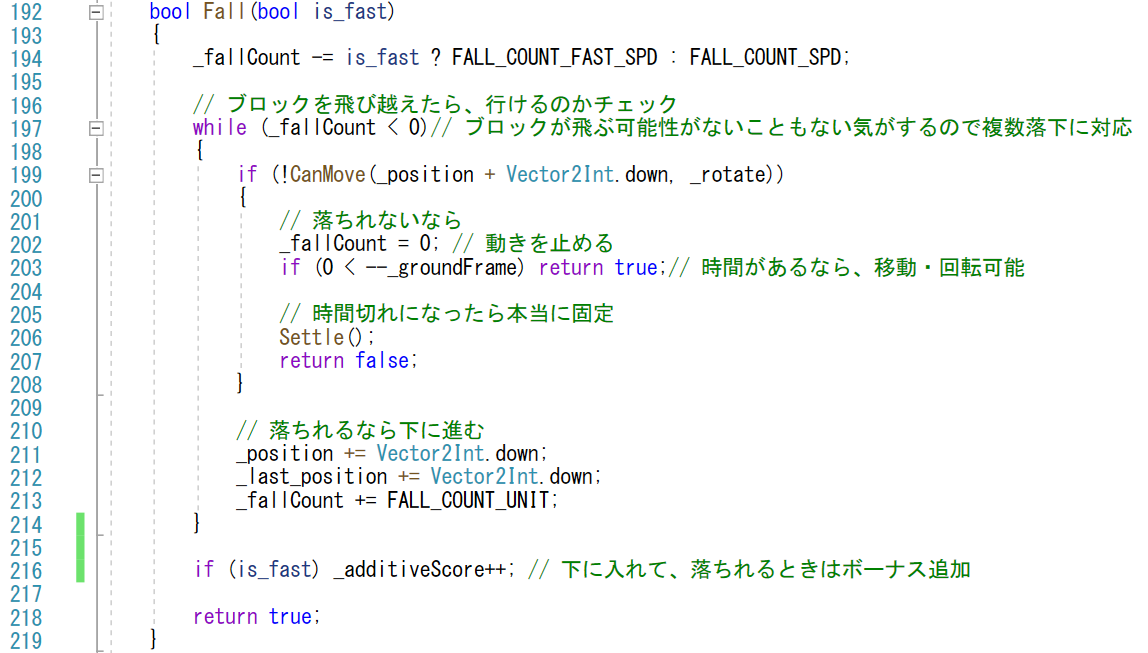 192 bool Fall(bool is_fast)
193 {
194 _fallCount -= is_fast ? FALL_COUNT_FAST_SPD : FALL_COUNT_SPD;
195
196 // ブロックを飛び越えたら、行けるのかチェック
197 while (_fallCount < 0)// ブロックが飛ぶ可能性がないこともない気がするので複数落下に対応
198 {
199 if (!CanMove(_position + Vector2Int.down, _rotate))
200 {
201 // 落ちれないなら
202 _fallCount = 0; // 動きを止める
203 if (0 < --_groundFrame) return true;// 時間があるなら、移動・回転可能
204
205 // 時間切れになったら本当に固定
206 Settle();
207 return false;
208 }
209
210 // 落ちれるなら下に進む
211 _position += Vector2Int.down;
212 _last_position += Vector2Int.down;
213 _fallCount += FALL_COUNT_UNIT;
214 }
215
216 if (is_fast) _additiveScore++; // 下に入れて、落ちれるときはボーナス追加
217
218 return true;
219 }